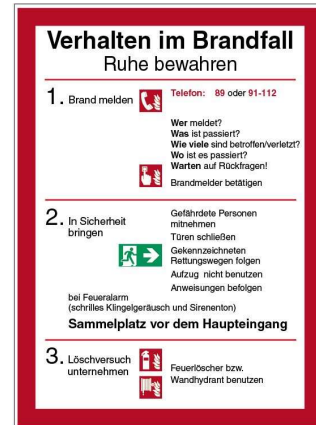 Verhalten im Brandfall
Ruhe bewahren
1. Brand melden
Telefon: 89 oder 91-112
Wer meldet?
Was ist passiert?
Wie viele sind betroffen/verletzt?
Wo ist es passiert?
Warten auf Rückfragen!
Brandmelder betätigen
2. In Sicherheit
bringen
Gefährdete Personen
mitnehmen
Türen schließen
Gekennzeichneten
Rettungswegen folgen
Aufzug nicht benutzen
Anweisungen befolgen
bei Feueralarm
(schrilles Klingelgeräusch und Sirenenton)
Sammelplatz vor dem Haupteingang
3. Löschversuch
unternehmen
Feuerlöscher bzw.
Wandhydrant benutzen